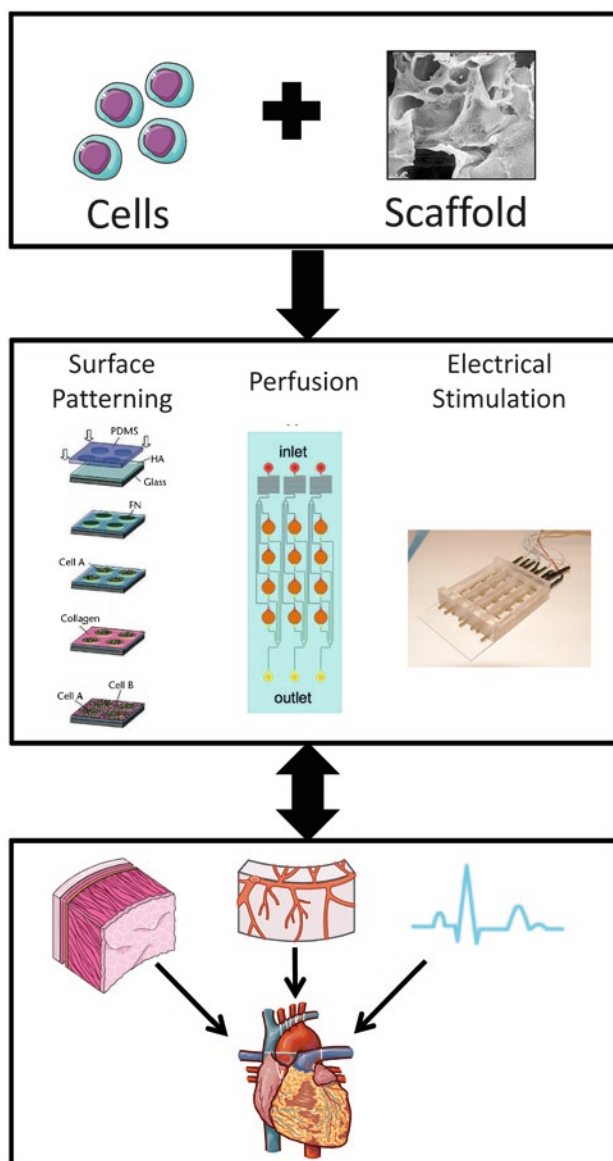 Cells
Scaffold
Surface
Patterning
PDMS
HA
Glass
FN
Cell A
Collagen
Cell B
Cell A
Perfusion
inlet
outlet
Electrical
Stimulation